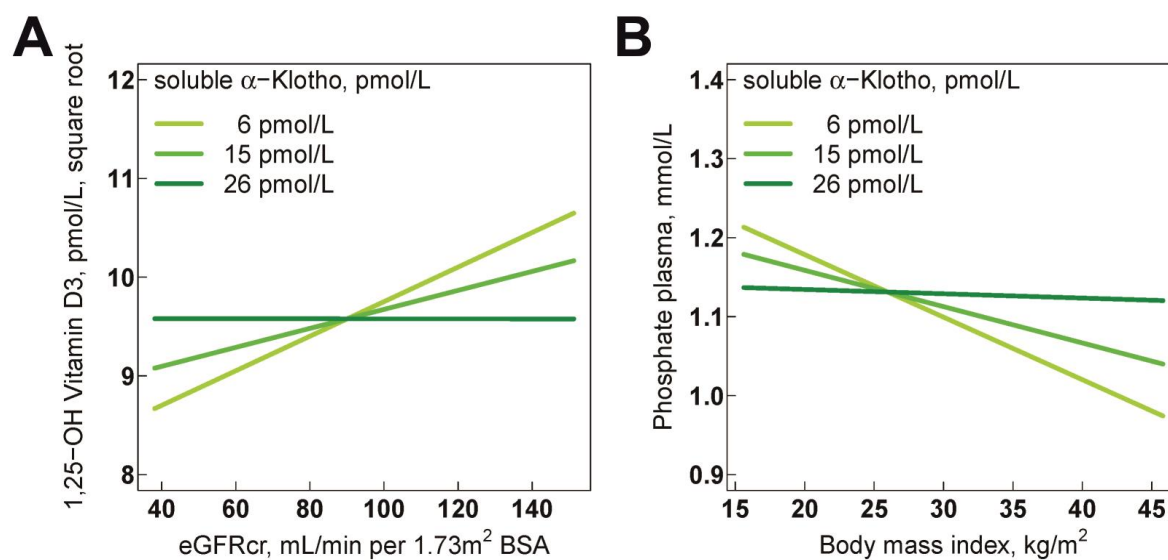 A
1,25-OH Vitamin D3, pmol/L, square root
12
11
10
9
8
soluble α-Klotho, pmol/L
6 pmol/L
15 pmol/L
26 pmol/L
40 60 80 100 120 140
eGFRcr, mL/min per 1.73m² BSA
B
Phosphate plasma, mmol/L
1.4
1.3
1.2
1.1
1.0
0.9
soluble α-Klotho, pmol/L
6 pmol/L
15 pmol/L
26 pmol/L
15 20 25 30 35 40 45
Body mass index, kg/m²